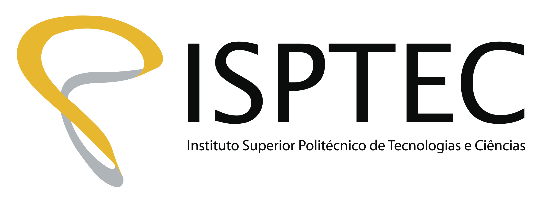 ISPTEC
Instituto Superior Politécnico de Tecnologias e Ciências